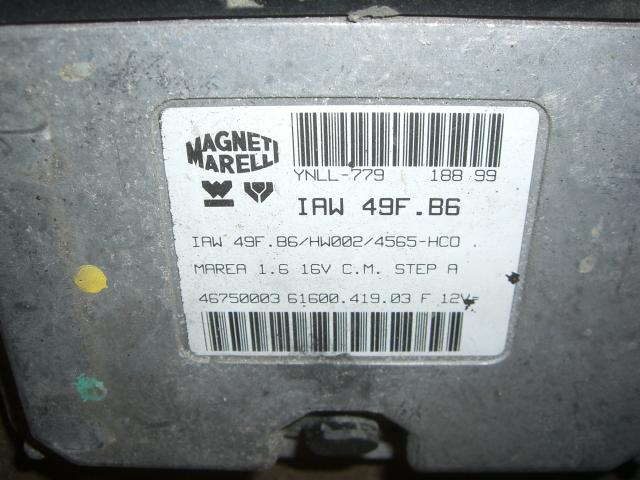 MAGNETI
MARELLI
YNLL-779 188 99
IAW 49F.B6
IAW 49F.B6/HW002/4565-HC0 .
MAREA 1.6 16V C.M. STEP A
46750003 61600.419.03 F 12V=